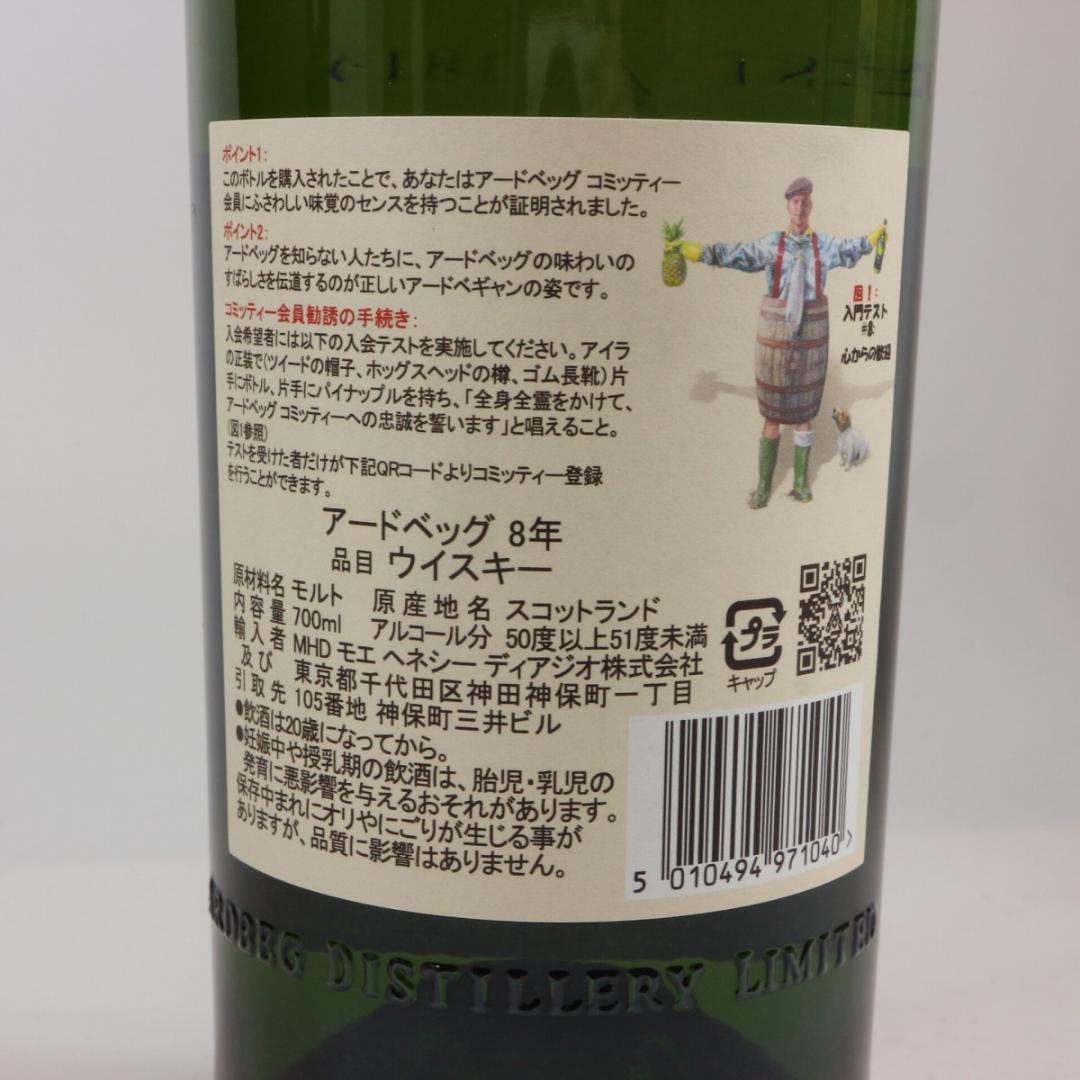 ポイント1:
このボトルを購入されたことで、あなたはアードベッグ コミッティー
会員にふさわしい味覚のセンスを持つことが証明されました。
ポイント2:
アードベッグを知らない人たちに、アードベッグの味わいの
すばらしさを伝道するのが正しいアードベギャンの姿です。
コミッティー会員勧誘の手続き:
入会希望者には以下の入会テストを実施してください。アイラ
の正装で(ツイードの帽子、ホッグスヘッドの樽、ゴム長靴)片
手にボトル、片手にパイナップルを持ち、「全身全霊をかけて、
アードベッグ コミッティーへの忠誠を誓います」と唱えること。
(図1参照)
テストを受けた者だけが下記QRコードよりコミッティー登録
を行うことができます。
図1:
入門テスト
#8:
心からの歓迎
アードベッグ 8年
品目 ウイスキー
原材料名 モルト 原産地名 スコットランド
内容量 700ml アルコール分 50度以上51度未満
輸入者 MHD モエ ヘネシー ディアジオ株式会社
及び 東京都千代田区神田神保町一丁目
引取先 105番地 神保町三井ビル
●飲酒は20歳になってから。
●妊娠中や授乳期の飲酒は、胎児・乳児の
発育に悪影響を与えるおそれがあります。
保存中まれにオリやにごりが生じる事が
ありますが、品質に影響はありません。
プラ
キャップ
5 010494 971040 >
ARDBEG DISTILLERY LIMITED